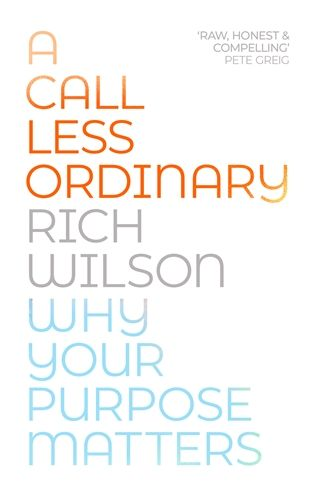 'RAW, HONEST &
COMPELLING'
PETE GREIG
A
CALL
LESS
ORDINARY
RICH
WILSON
WHY
YOUR
PURPOSE
MATTERS